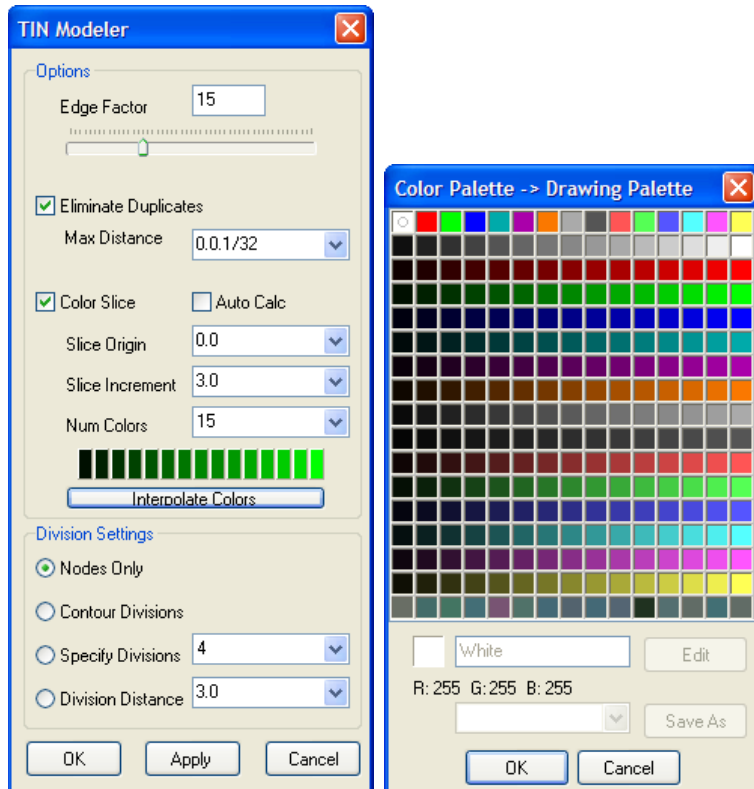 TIN Modeler
Options
Edge Factor 15
Eliminate Duplicates
Max Distance 0.0.1/32
Color Slice Auto Calc
Slice Origin 0.0
Slice Increment 3.0
Num Colors 15
Interpolate Colors
Division Settings
Nodes Only
Contour Divisions
Specify Divisions 4
Division Distance 3.0
OK Apply Cancel
Color Palette -> Drawing Palette
White Edit
R: 255 G: 255 B: 255
Save As
OK Cancel